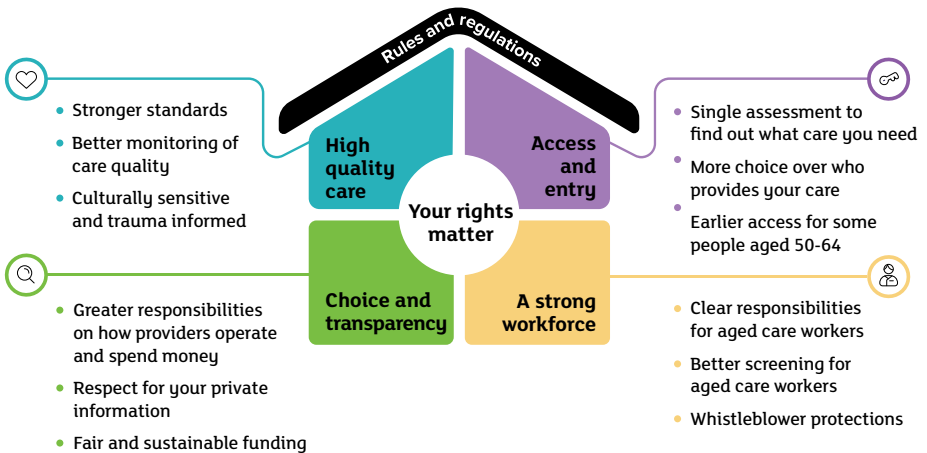 Rules and regulations
High
quality
care
Stronger standards
Better monitoring of
care quality
Culturally sensitive
and trauma informed
Access
and
entry
Single assessment to
find out what care you need
More choice over who
provides your care
Earlier access for some
people aged 50-64
Your rights
matter
Choice and
transparency
Greater responsibilities
on how providers operate
and spend money
Respect for your private
information
Fair and sustainable funding
A strong
workforce
Clear responsibilities
for aged care workers
Better screening for
aged care workers
Whistleblower protections